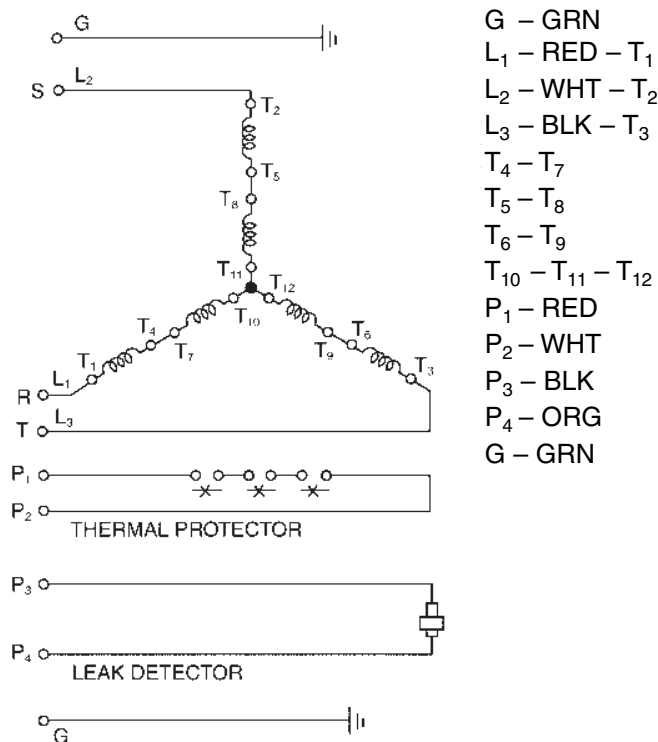 G
S L₂
T₂
T₅
T₈
T₁₁ T₁₂
T₁₀
T₄
T₇
T₆
T₉
T₁
T₃
R L₁
T L₃
P₁
P₂
THERMAL PROTECTOR
P₃
P₄
LEAK DETECTOR
G
G – GRN
L₁ – RED – T₁
L₂ – WHT – T₂
L₃ – BLK – T₃
T₄ – T₇
T₅ – T₈
T₆ – T₉
T₁₀ – T₁₁ – T₁₂
P₁ – RED
P₂ – WHT
P₃ – BLK
P₄ – ORG
G – GRN